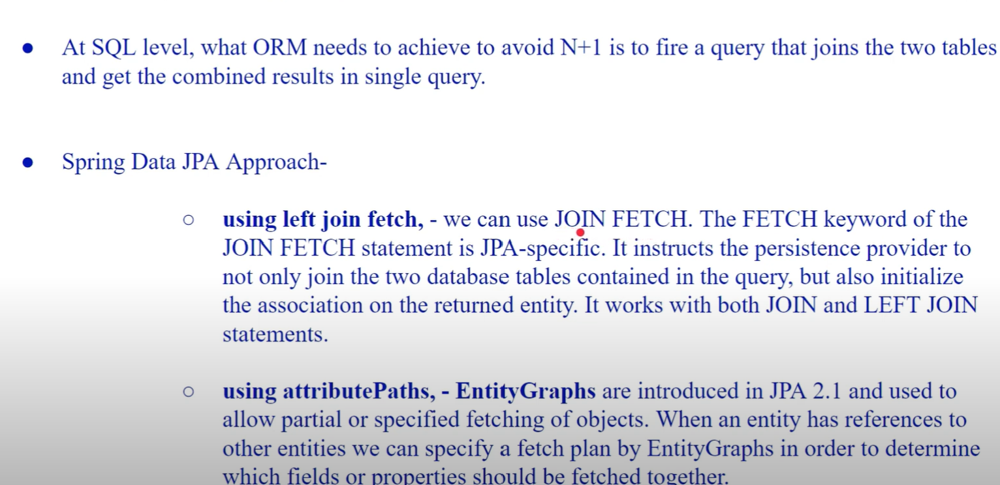 ● At SQL level, what ORM needs to achieve to avoid N+1 is to fire a query that joins the two tables
and get the combined results in single query.
● Spring Data JPA Approach-
○ using left join fetch, - we can use JOIN FETCH. The FETCH keyword of the
JOIN FETCH statement is JPA-specific. It instructs the persistence provider to
not only join the two database tables contained in the query, but also initialize
the association on the returned entity. It works with both JOIN and LEFT JOIN
statements.
○ using attributePaths, - EntityGraphs are introduced in JPA 2.1 and used to
allow partial or specified fetching of objects. When an entity has references to
other entities we can specify a fetch plan by EntityGraphs in order to determine
which fields or properties should be fetched together.